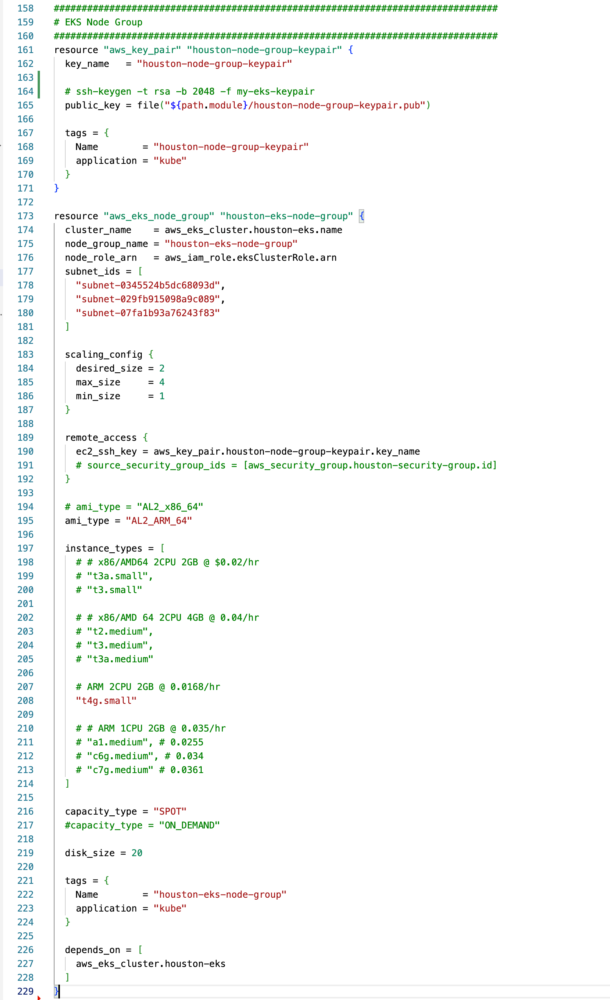 158 ################################################################################
159 # EKS Node Group
160 ################################################################################
161 resource "aws_key_pair" "houston-node-group-keypair" {
162   key_name   = "houston-node-group-keypair"
163
164   # ssh-keygen -t rsa -b 2048 -f my-eks-keypair
165   public_key = file("${path.module}/houston-node-group-keypair.pub")
166
167   tags = {
168     Name        = "houston-node-group-keypair"
169     application = "kube"
170   }
171 }
172
173 resource "aws_eks_node_group" "houston-eks-node-group" {
174   cluster_name    = aws_eks_cluster.houston-eks.name
175   node_group_name = "houston-eks-node-group"
176   node_role_arn   = aws_iam_role.eksClusterRole.arn
177   subnet_ids = [
178     "subnet-0345524b5dc68093d",
179     "subnet-029fb915098a9c089",
180     "subnet-07fa1b93a76243f83"
181   ]
182
183   scaling_config {
184     desired_size = 2
185     max_size     = 4
186     min_size     = 1
187   }
188
189   remote_access {
190     ec2_ssh_key = aws_key_pair.houston-node-group-keypair.key_name
191     # source_security_group_ids = [aws_security_group.houston-security-group.id]
192   }
193
194   # ami_type = "AL2_x86_64"
195   ami_type = "AL2_ARM_64"
196
197   instance_types = [
198     # # x86/AMD64 2CPU 2GB @ $0.02/hr
199     # "t3a.small",
200     # "t3.small"
201
202     # # x86/AMD 64 2CPU 4GB @ 0.04/hr
203     # "t2.medium",
204     # "t3.medium",
205     # "t3a.medium"
206
207     # ARM 2CPU 2GB @ 0.0168/hr
208     "t4g.small"
209
210     # # ARM 1CPU 2GB @ 0.035/hr
211     # "a1.medium", # 0.0255
212     # "c6g.medium", # 0.034
213     # "c7g.medium" # 0.0361
214   ]
215
216   capacity_type = "SPOT"
217   #capacity_type = "ON_DEMAND"
218
219   disk_size = 20
220
221   tags = {
222     Name        = "houston-eks-node-group"
223     application = "kube"
224   }
225
226   depends_on = [
227     aws_eks_cluster.houston-eks
228   ]
229 }